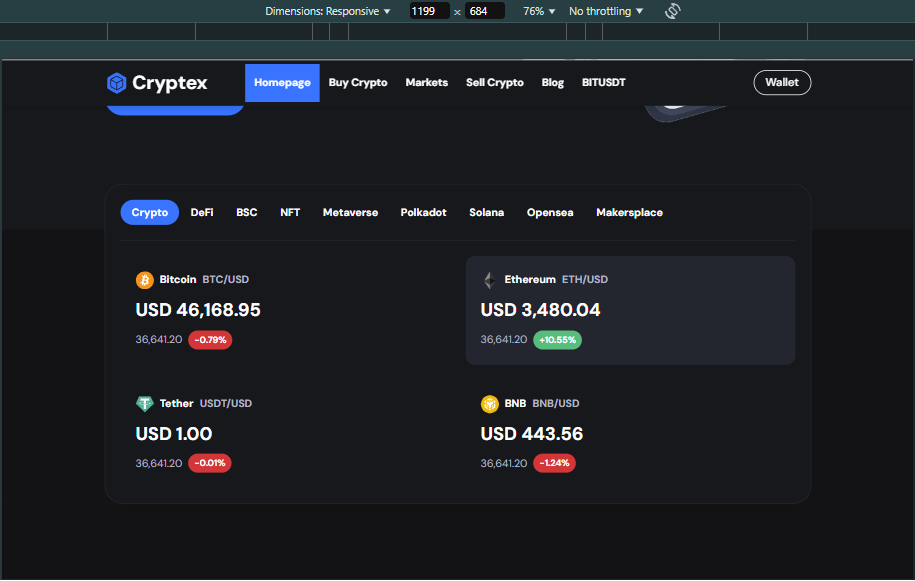 Dimensions: Responsive ▼ 1199 × 684 76% ▼ No throttling ▼
Cryptex Homepage Buy Crypto Markets Sell Crypto Blog BITUSDT Wallet
Crypto DeFi BSC NFT Metaverse Polkadot Solana Opensea Makersplace
Bitcoin BTC/USD
USD 46,168.95
36,641.20 -0.79%
Ethereum ETH/USD
USD 3,480.04
36,641.20 +10.55%
Tether USDT/USD
USD 1.00
36,641.20 -0.01%
BNB BNB/USD
USD 443.56
36,641.20 -1.24%